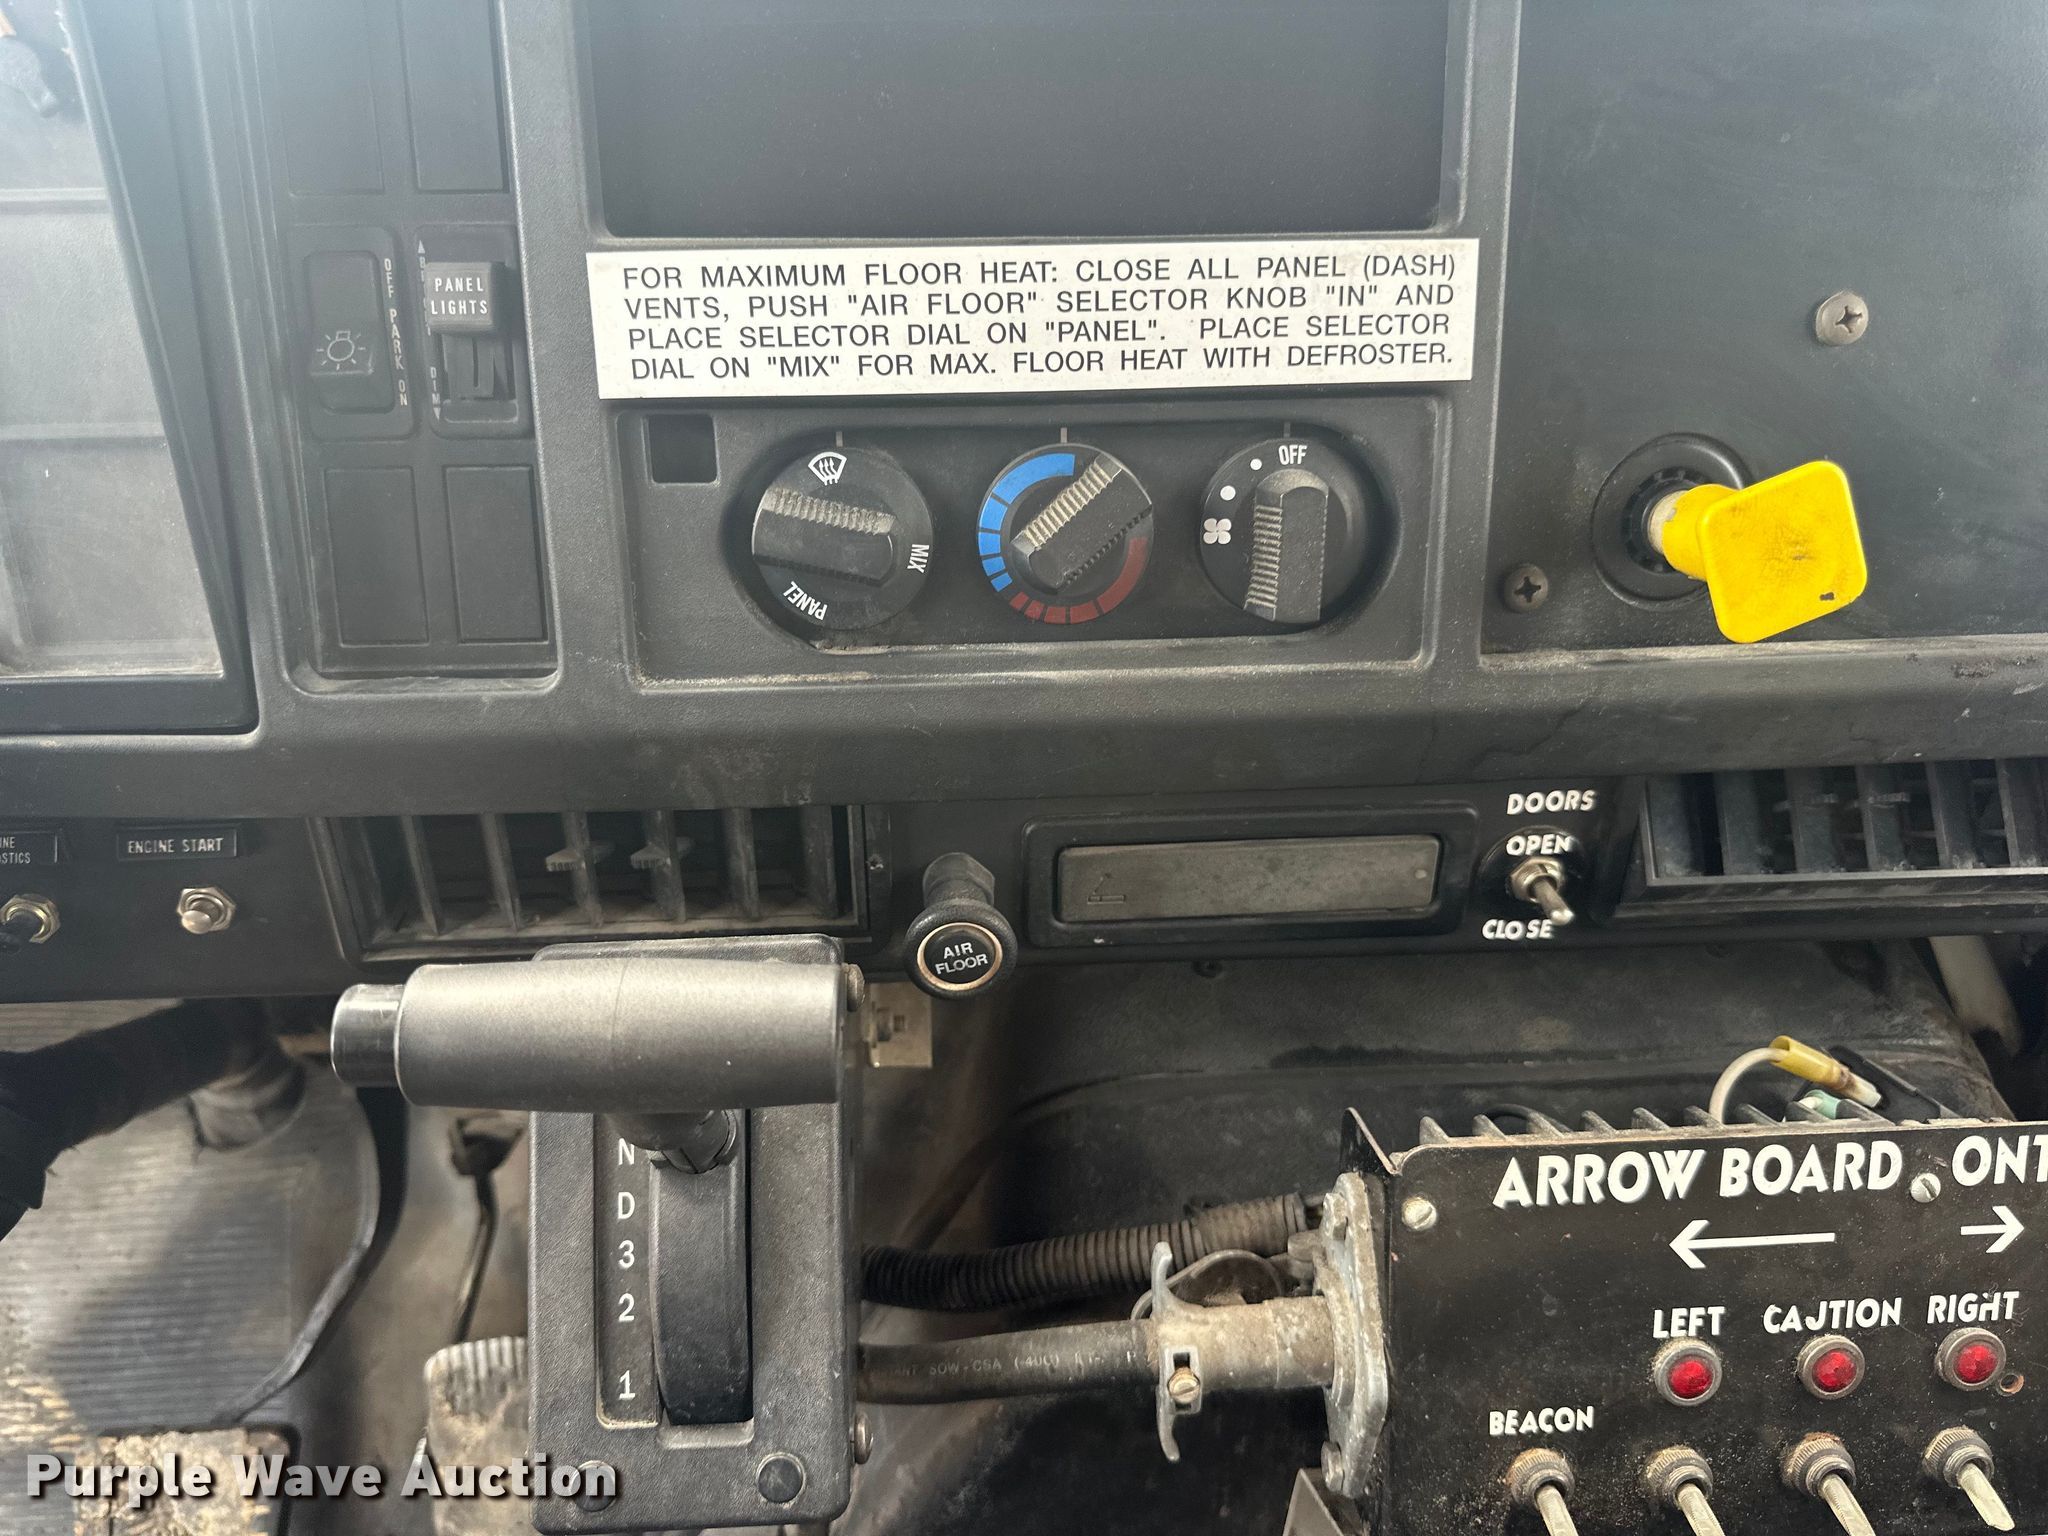 OFF PARK ON
PANEL
LIGHTS
DIM
FOR MAXIMUM FLOOR HEAT: CLOSE ALL PANEL (DASH)
VENTS, PUSH "AIR FLOOR" SELECTOR KNOB "IN" AND
PLACE SELECTOR DIAL ON "PANEL". PLACE SELECTOR
DIAL ON "MIX" FOR MAX. FLOOR HEAT WITH DEFROSTER.
MIX
PANEL
OFF
ENGINE START
AIR
FLOOR
DOORS
OPEN
CLOSE
N
D
3
2
1
ARROW BOARD
LEFT
CAUTION
RIGHT
BEACON
Purple Wave Auction